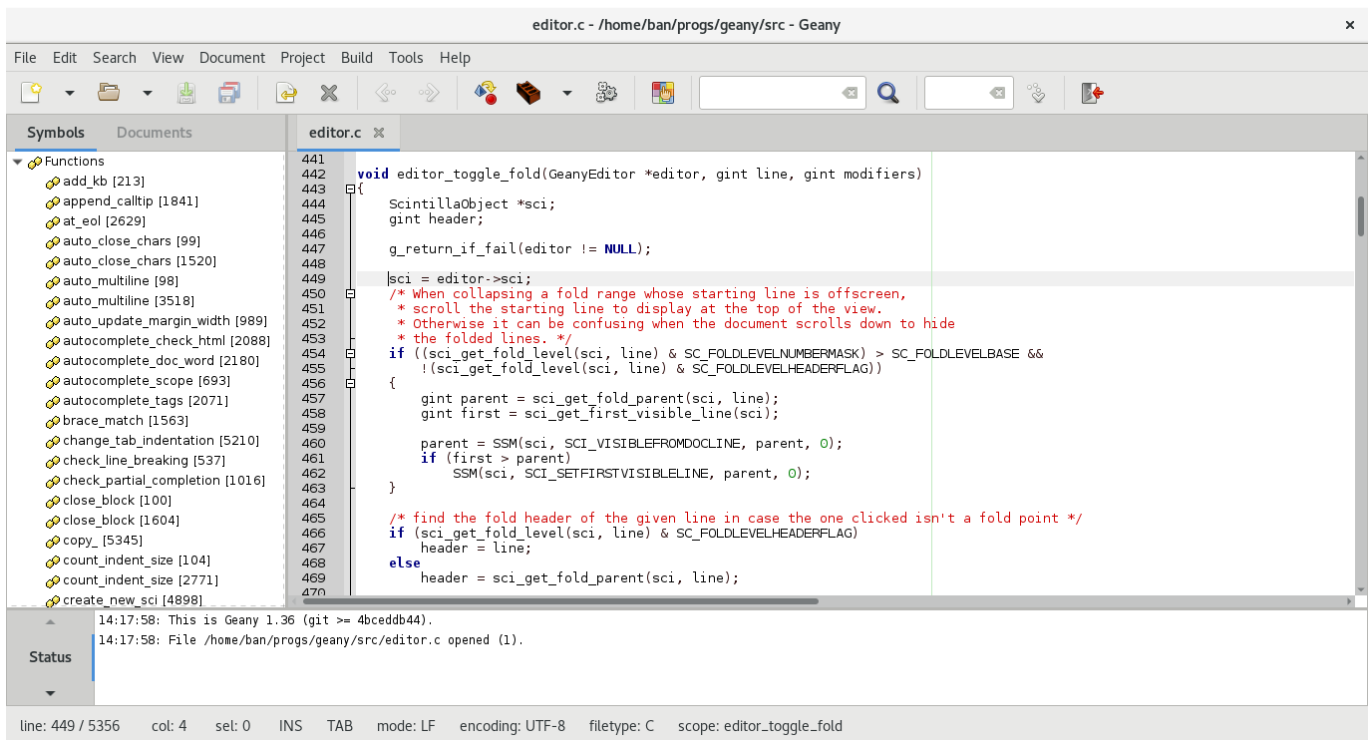 editor.c - /home/ban/progs/geany/src - Geany
File Edit Search View Document Project Build Tools Help
Symbols Documents
editor.c
Functions
add_kb [213]
append_calltip [1841]
at_eol [2629]
auto_close_chars [99]
auto_close_chars [1520]
auto_multiline [98]
auto_multiline [3518]
auto_update_margin_width [989]
autocomplete_check_html [2088]
autocomplete_doc_word [2180]
autocomplete_scope [693]
autocomplete_tags [2071]
brace_match [1563]
change_tab_indentation [5210]
check_line_breaking [537]
check_partial_completion [1016]
close_block [100]
close_block [1604]
copy_ [5345]
count_indent_size [104]
count_indent_size [2771]
create_new_sci [4898]
441
442 void editor_toggle_fold(GeanyEditor *editor, gint line, gint modifiers)
443 {
444     ScintillaObject *sci;
445     gint header;
446
447     g_return_if_fail(editor != NULL);
448
449     sci = editor->sci;
450     /* When collapsing a fold range whose starting line is offscreen,
451      * scroll the starting line to display at the top of the view.
452      * Otherwise it can be confusing when the document scrolls down to hide
453      * the folded lines. */
454     if ((sci_get_fold_level(sci, line) & SC_FOLDLEVELNUMBERMASK) > SC_FOLDLEVELBASE &&
455         !(sci_get_fold_level(sci, line) & SC_FOLDLEVELHEADERFLAG))
456     {
457         gint parent = sci_get_fold_parent(sci, line);
458         gint first = sci_get_first_visible_line(sci);
459
460         parent = SSM(sci, SCI_VISIBLEFROMDOCLINE, parent, 0);
461         if (first > parent)
462             SSM(sci, SCI_SETFIRSTVISIBLELINE, parent, 0);
463     }
464
465     /* find the fold header of the given line in case the one clicked isn't a fold point */
466     if (sci_get_fold_level(sci, line) & SC_FOLDLEVELHEADERFLAG)
467         header = line;
468     else
469         header = sci_get_fold_parent(sci, line);
470
Status
14:17:58: This is Geany 1.36 (git >= 4bceddb44).
14:17:58: File /home/ban/progs/geany/src/editor.c opened (1).
line: 449 / 5356 col: 4 sel: 0 INS TAB mode: LF encoding: UTF-8 filetype: C scope: editor_toggle_fold